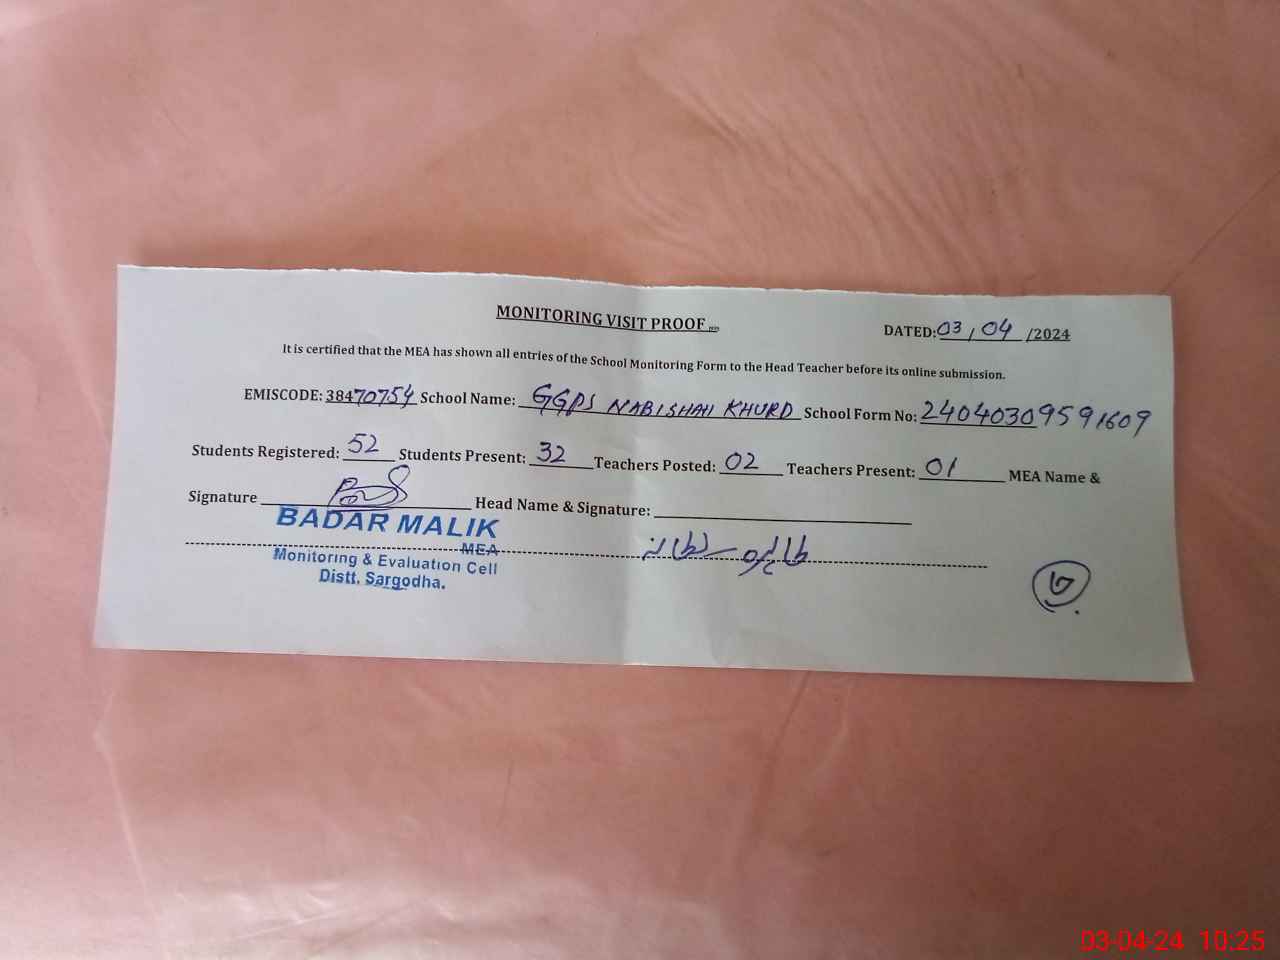 MONITORING VISIT PROOF
DATED: 03/04/2024
It is certified that the MEA has shown all entries of the School Monitoring Form to the Head Teacher before its online submission.
EMISCODE: 38470754 School Name: GGPS NABISHAH KHURD School Form No: 24040309591609
Students Registered: 52 Students Present: 32 Teachers Posted: 02 Teachers Present: 01 MEA Name &
Signature Head Name & Signature:
BADAR MALIK
MEA
Monitoring & Evaluation Cell
Distt. Sargodha.
03-04-24 10:25